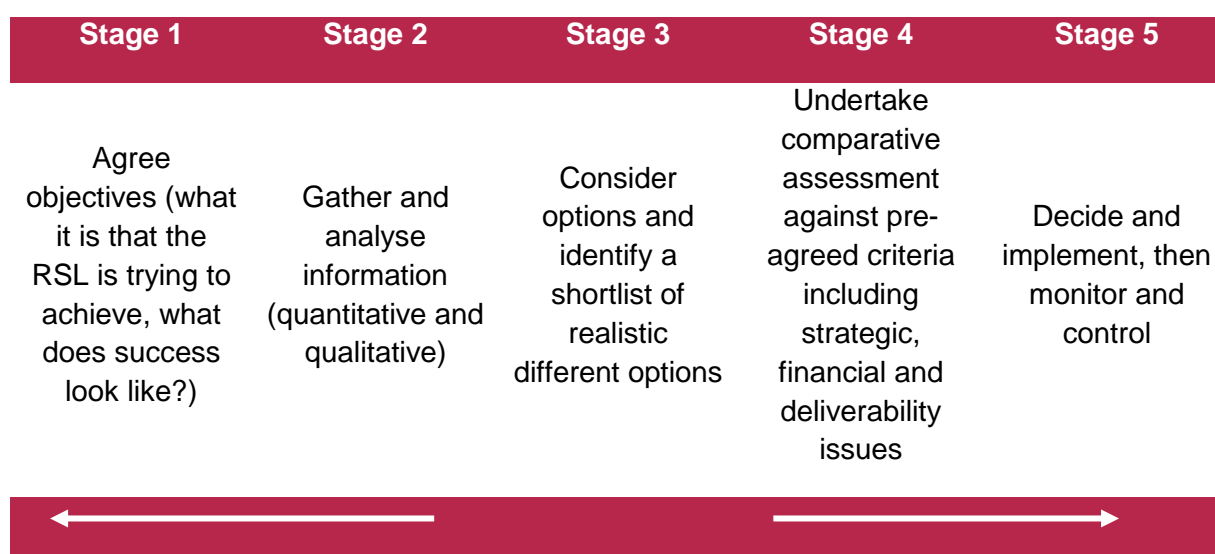 Stage 1
Stage 2
Stage 3
Stage 4
Stage 5
Agree
objectives (what
it is that the
RSL is trying to
achieve, what
does success
look like?)
Gather and
analyse
information
(quantitative and
qualitative)
Consider
options and
identify a
shortlist of
realistic
different options
Undertake
comparative
assessment
against pre-
agreed criteria
including
strategic,
financial and
deliverability
issues
Decide and
implement, then
monitor and
control